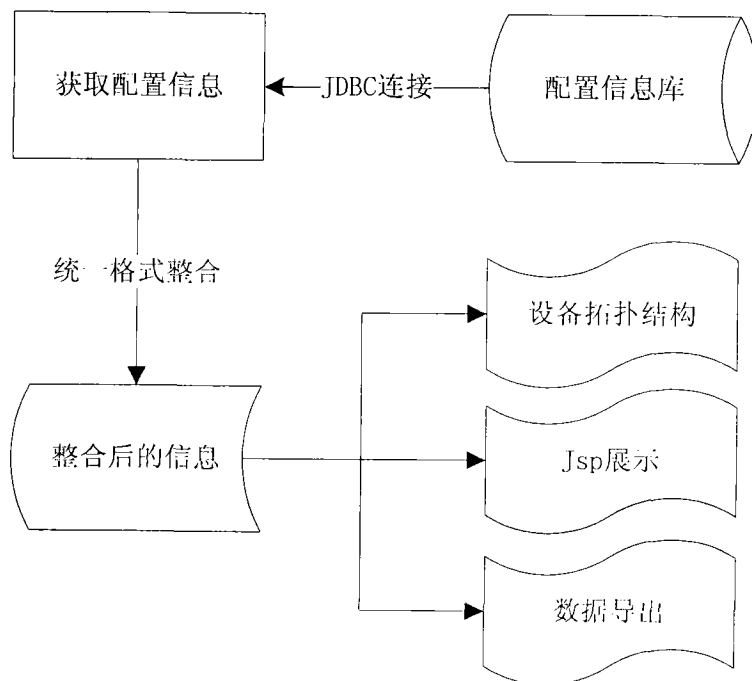 获取配置信息
JDBC连接
配置信息库
统一格式整合
设备拓扑结构
整合后的信息
Jsp展示
数据导出